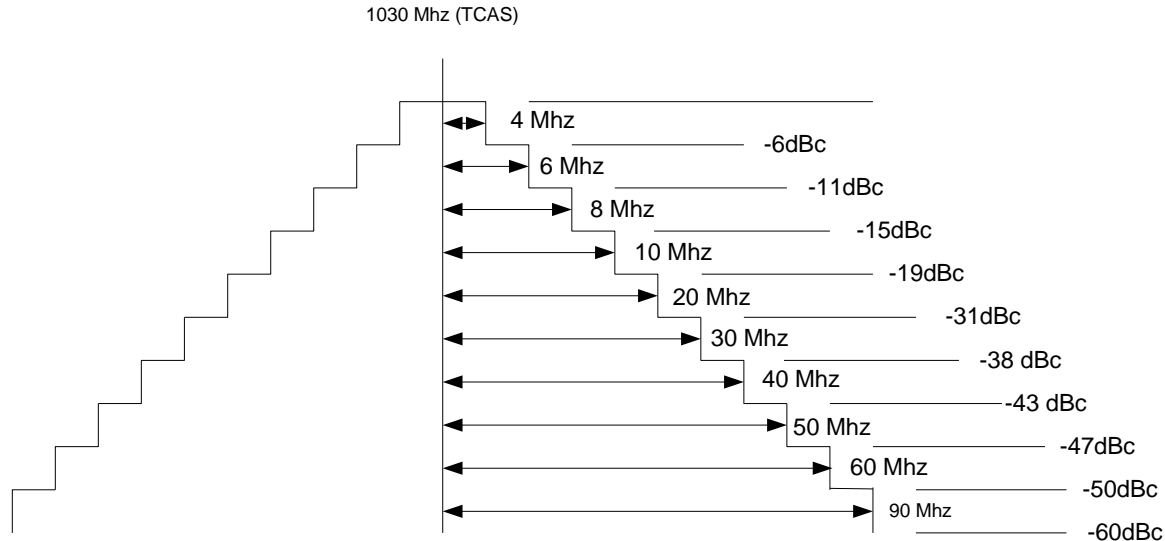 1030 Mhz (TCAS)
4 Mhz
-6dBc
6 Mhz
-11dBc
8 Mhz
-15dBc
10 Mhz
-19dBc
20 Mhz
-31dBc
30 Mhz
-38 dBc
40 Mhz
-43 dBc
50 Mhz
-47dBc
60 Mhz
-50dBc
90 Mhz
-60dBc